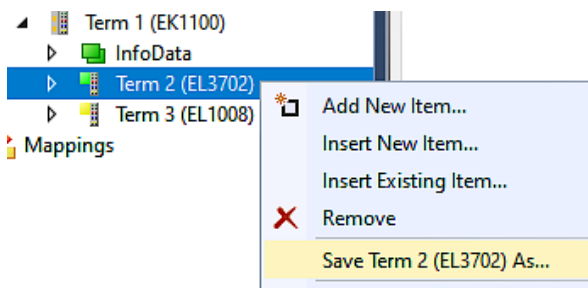 Term 1 (EK1100)
InfoData
Term 2 (EL3702)
Term 3 (EL1008)
Mappings
Add New Item...
Insert New Item...
Insert Existing Item...
Remove
Save Term 2 (EL3702) As...